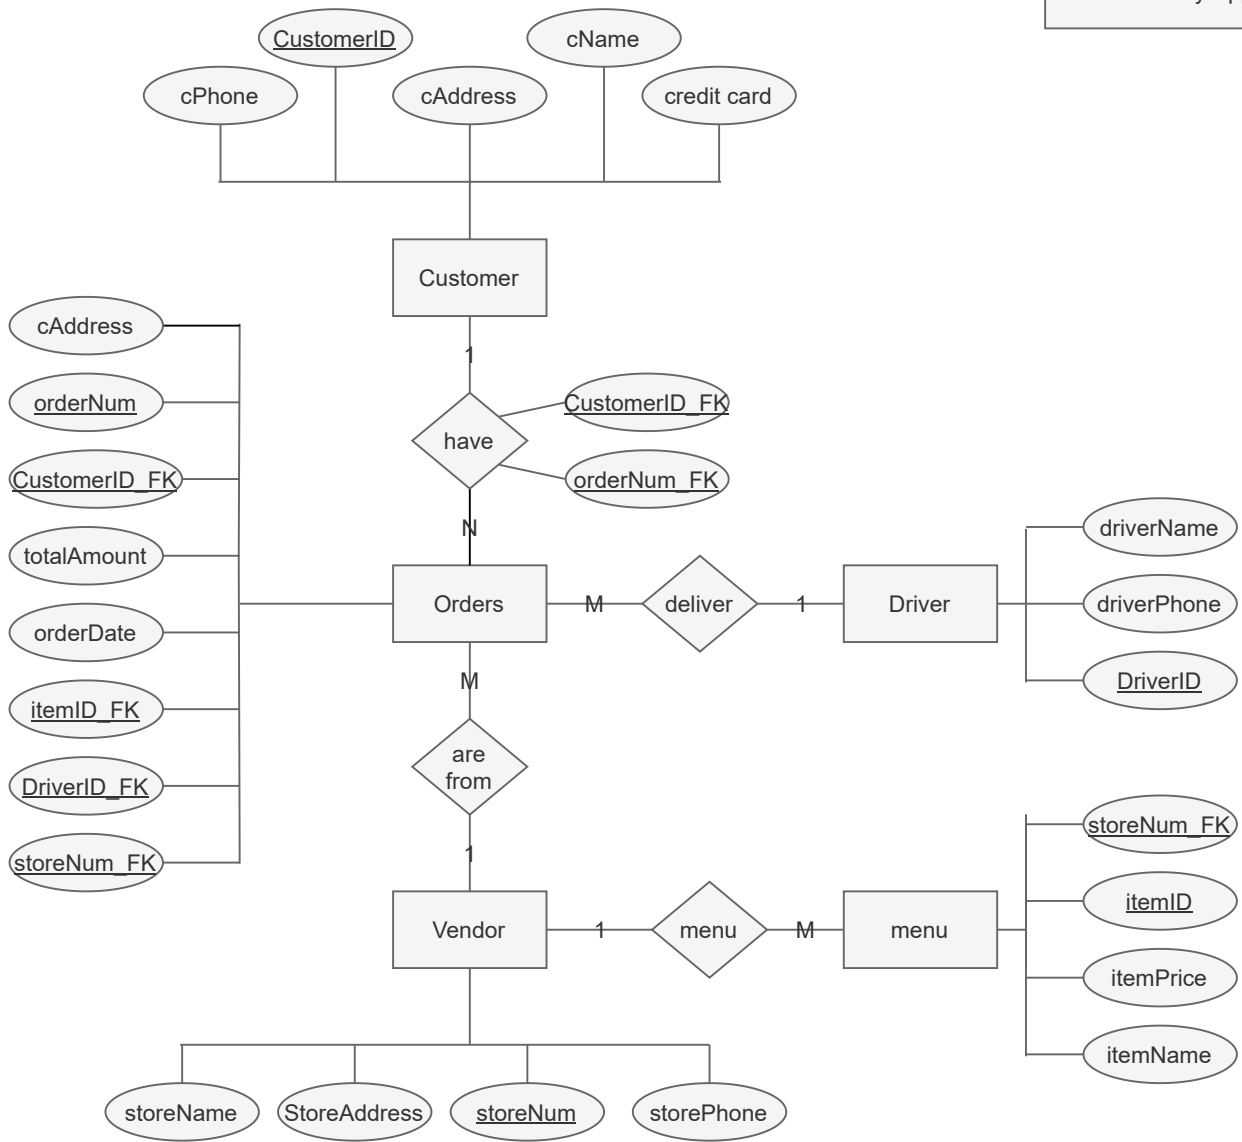 CustomerID
cName
cPhone
cAddress
credit card
Customer
1
have
CustomerID_FK
orderNum_FK
N
cAddress
orderNum
CustomerID_FK
totalAmount
orderDate
itemID_FK
DriverID_FK
storeNum_FK
Orders
M
deliver
1
Driver
driverName
driverPhone
DriverID
M
are
from
1
Vendor
1
menu
M
menu
storeNum_FK
itemID
itemPrice
itemName
storeName
StoreAddress
storeNum
storePhone